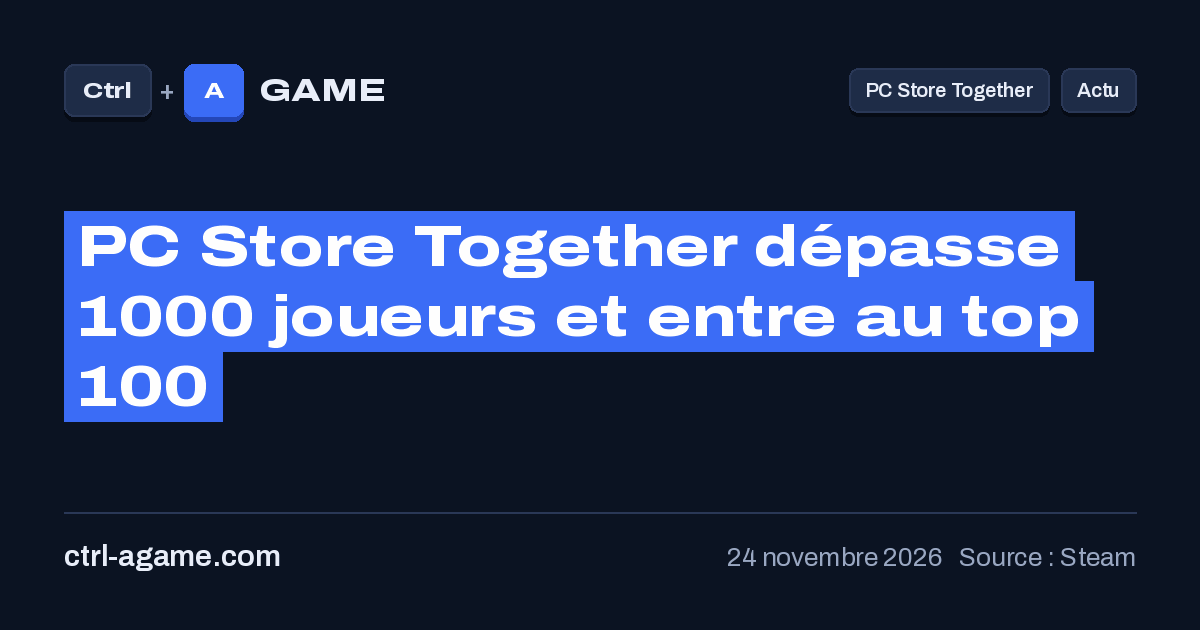 Ctrl + A GAME
PC Store Together
Actu
PC Store Together dépasse
1000 joueurs et entre au top
100
ctrl-agame.com
24 novembre 2026 Source : Steam